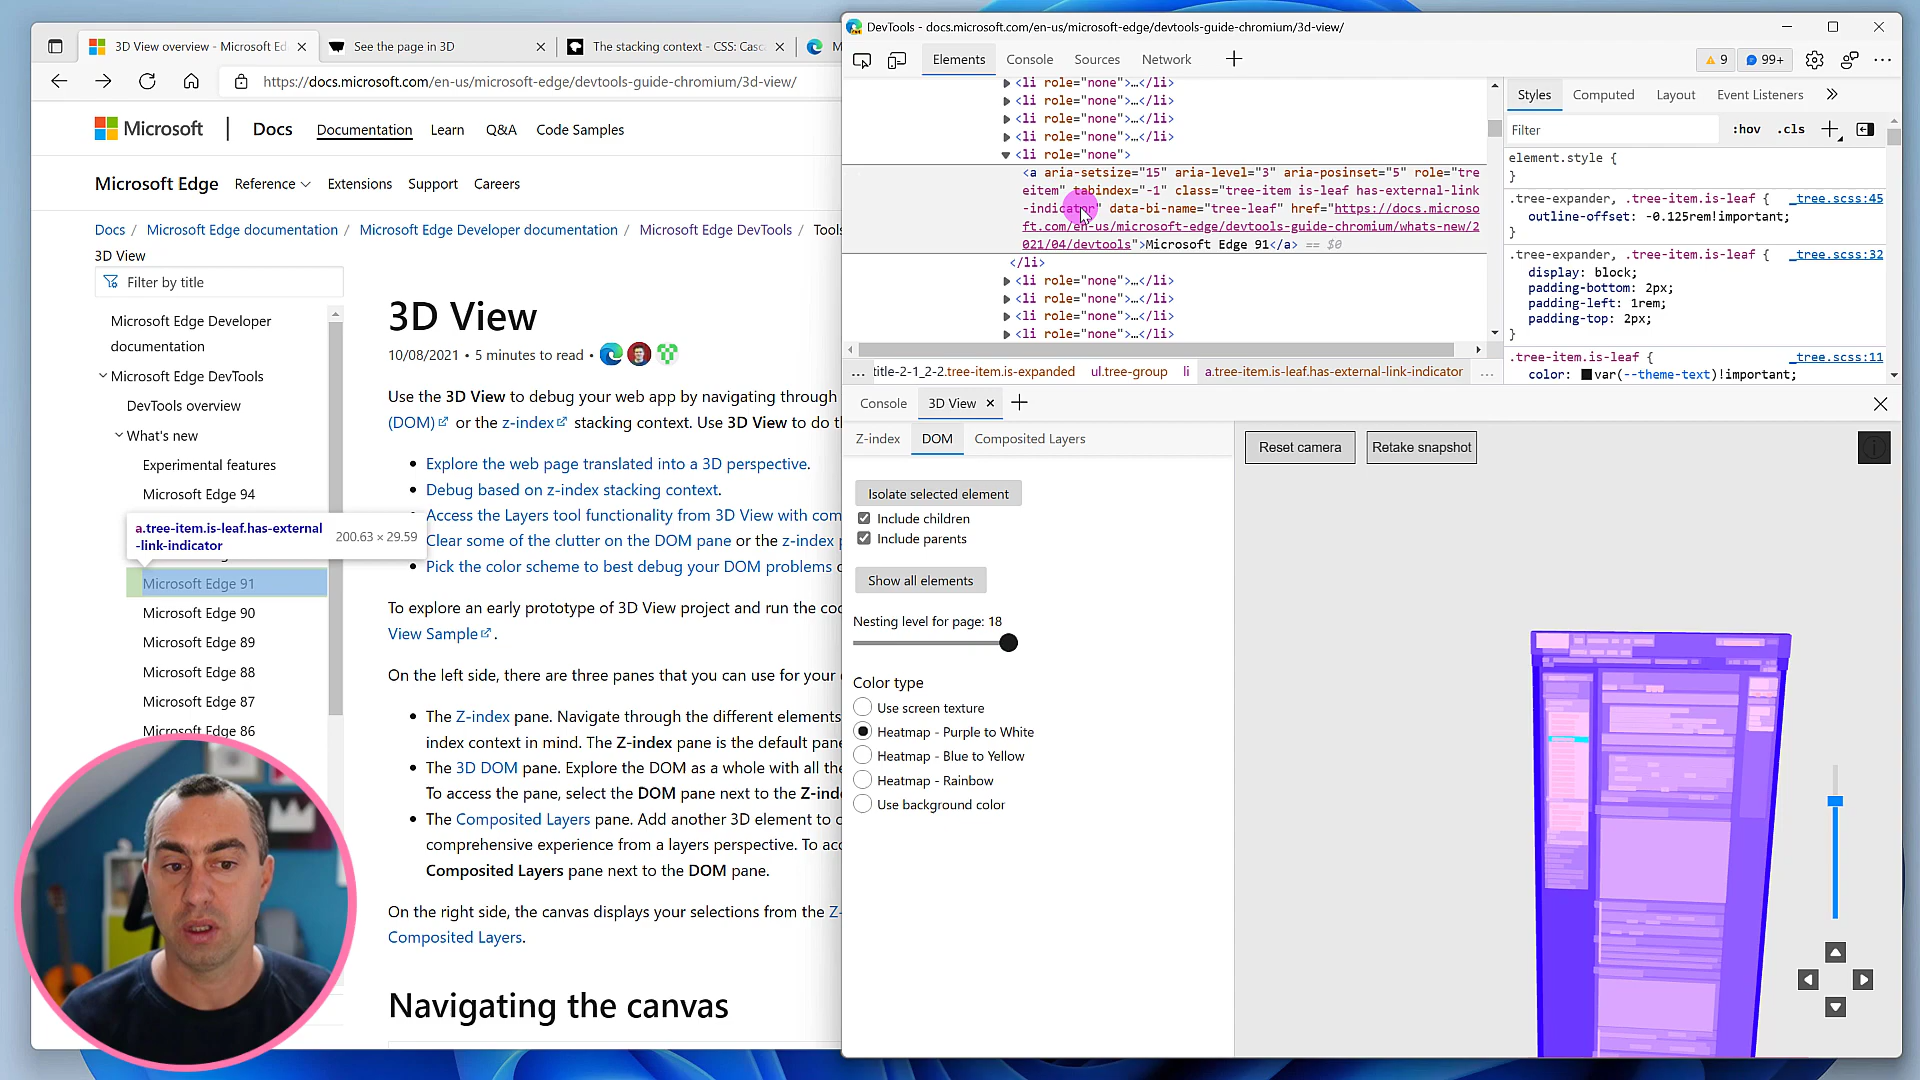 3D View overview - Microsoft Ed
See the page in 3D
The stacking context - CSS: Casc
M
https://docs.microsoft.com/en-us/microsoft-edge/devtools-guide-chromium/3d-view/
Microsoft
Docs
Documentation
Learn
Q&A
Code Samples
Microsoft Edge
Reference
Extensions
Support
Careers
Docs / Microsoft Edge documentation / Microsoft Edge Developer documentation / Microsoft Edge DevTools / Tools
3D View
Filter by title
Microsoft Edge Developer
documentation
Microsoft Edge DevTools
DevTools overview
What's new
Experimental features
Microsoft Edge 94
a.tree-item.is-leaf.has-external
-link-indicator
200.63 × 29.59
Microsoft Edge 91
Microsoft Edge 90
Microsoft Edge 89
Microsoft Edge 88
Microsoft Edge 87
Microsoft Edge 86
3D View
10/08/2021 • 5 minutes to read •
Use the 3D View to debug your web app by navigating through
(DOM) or the z-index stacking context. Use 3D View to do th
• Explore the web page translated into a 3D perspective.
• Debug based on z-index stacking context.
• Access the Layers tool functionality from 3D View with com
• Clear some of the clutter on the DOM pane or the z-index p
• Pick the color scheme to best debug your DOM problems o
To explore an early prototype of 3D View project and run the coc
View Sample.
On the left side, there are three panes that you can use for your
• The Z-index pane. Navigate through the different elements
index context in mind. The Z-index pane is the default pane
• The 3D DOM pane. Explore the DOM as a whole with all the
To access the pane, select the DOM pane next to the Z-inde
• The Composited Layers pane. Add another 3D element to c
comprehensive experience from a layers perspective. To acc
Composited Layers pane next to the DOM pane.
On the right side, the canvas displays your selections from the Z-
Composited Layers.
Navigating the canvas
DevTools - docs.microsoft.com/en-us/microsoft-edge/devtools-guide-chromium/3d-view/
Elements
Console
Sources
Network
9
99+
<li role="none">…</li>
<li role="none">…</li>
<li role="none">…</li>
<li role="none">…</li>
<li role="none">
<a aria-setsize="15" aria-level="3" aria-posinset="5" role="tre
eitem" tabindex="-1" class="tree-item is-leaf has-external-link
-indicator" data-bi-name="tree-leaf" href="https://docs.microso
ft.com/en-us/microsoft-edge/devtools-guide-chromium/whats-new/2
021/04/devtools">Microsoft Edge 91</a> == $0
</li>
<li role="none">…</li>
<li role="none">…</li>
<li role="none">…</li>
<li role="none">…</li>
… title-2-1_2-2.tree-item.is-expanded ul.tree-group li a.tree-item.is-leaf.has-external-link-indicator …
Styles
Computed
Layout
Event Listeners
Filter
:hov
.cls
element.style {
}
.tree-expander, .tree-item.is-leaf { _tree.scss:45
outline-offset: -0.125rem!important;
}
.tree-expander, .tree-item.is-leaf { _tree.scss:32
display: block;
padding-bottom: 2px;
padding-left: 1rem;
padding-top: 2px;
}
.tree-item.is-leaf { _tree.scss:11
color: var(--theme-text)!important;
Console
3D View
Z-index
DOM
Composited Layers
Isolate selected element
Include children
Include parents
Show all elements
Nesting level for page: 18
Color type
Use screen texture
Heatmap - Purple to White
Heatmap - Blue to Yellow
Heatmap - Rainbow
Use background color
Reset camera
Retake snapshot